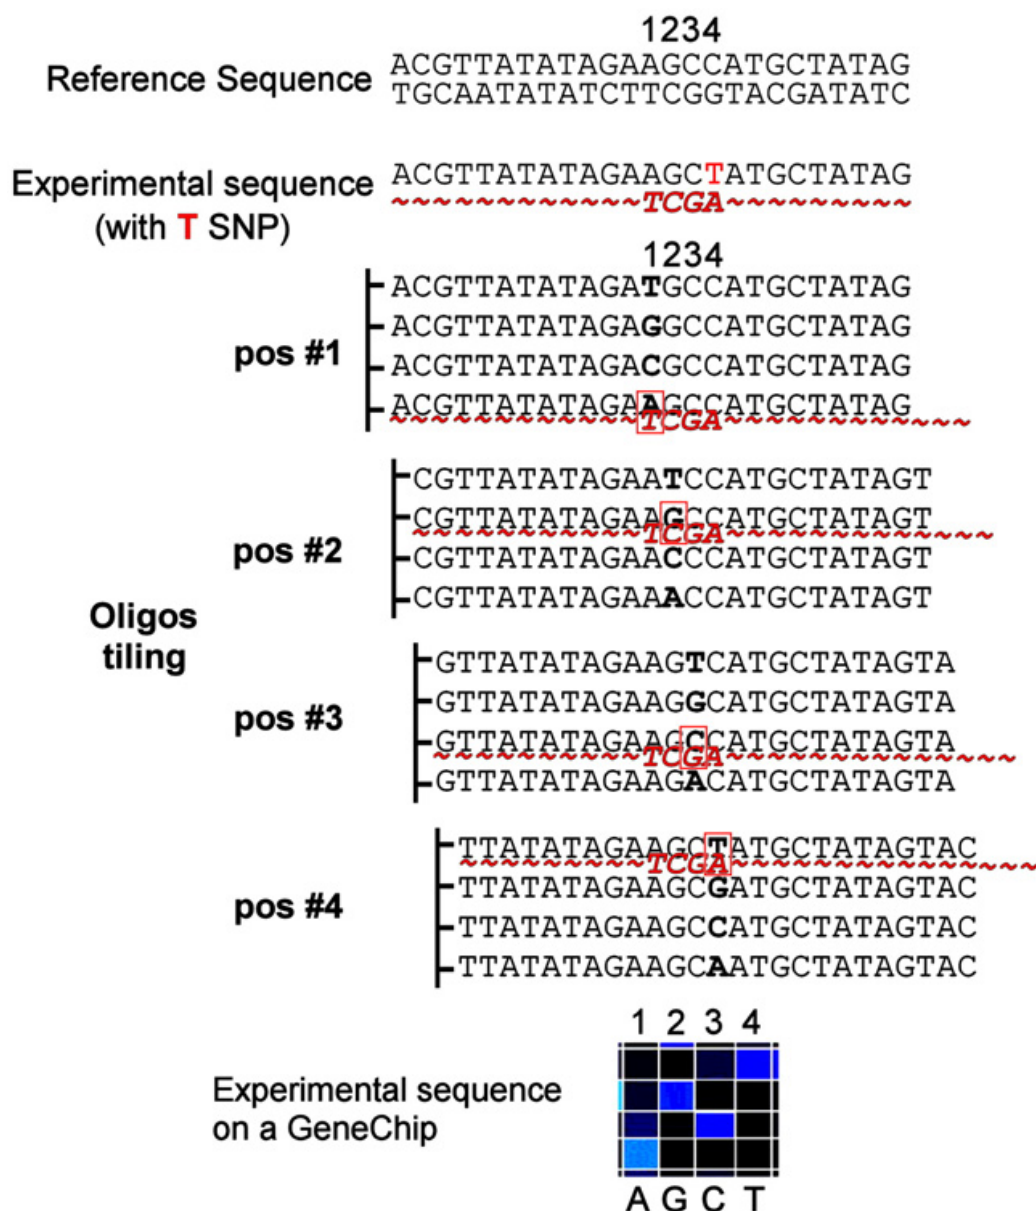 1234
Reference Sequence
ACGTTATATAGAAGCCATGCTATAG
TGCAATATATCTTCGGTACGATATC
Experimental sequence
(with T SNP)
ACGTTATATAGAAGCTATGCTATAG
~~~~~~~~~~~~TCGA~~~~~~~~~
1234
pos #1
ACGTTATATAGATGCCATGCTATAG
ACGTTATATAGAGGCCATGCTATAG
ACGTTATATAGACGCCATGCTATAG
ACGTTATATAGAAGCCATGCTATAG
~~~~~~~~~~~~TCGA~~~~~~~~~~~~
Oligos
tiling
pos #2
CGTTATATAGAATCCATGCTATAGT
CGTTATATAGAAGCCATGCTATAGT
~~~~~~~~~~~TCGA~~~~~~~~~~~~~
CGTTATATAGAACCCATGCTATAGT
CGTTATATAGAAACCATGCTATAGT
pos #3
GTTATATAGAAGTCATGCTATAGTA
GTTATATAGAAGGCATGCTATAGTA
GTTATATAGAAGCCATGCTATAGTA
~~~~~~~~~~TCGA~~~~~~~~~~~~~~
GTTATATAGAAGACATGCTATAGTA
pos #4
TTATATAGAAGCTATGCTATAGTAC
~~~~~~~~~TCGA~~~~~~~~~~~~~~~
TTATATAGAAGCGATGCTATAGTAC
TTATATAGAAGCCATGCTATAGTAC
TTATATAGAAGCAATGCTATAGTAC
1 2 3 4
Experimental sequence
on a GeneChip
A G C T